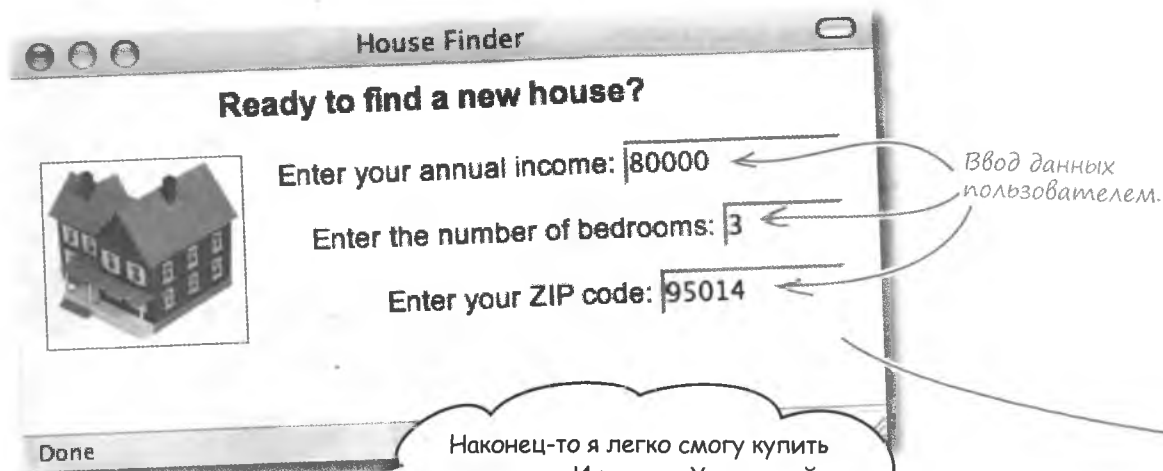 House Finder
Ready to find a new house?
Enter your annual income: 80000
Enter the number of bedrooms: 3
Enter your ZIP code: 95014
Ввод данных
пользователем.
Done
Наконец-то я легко смогу купить